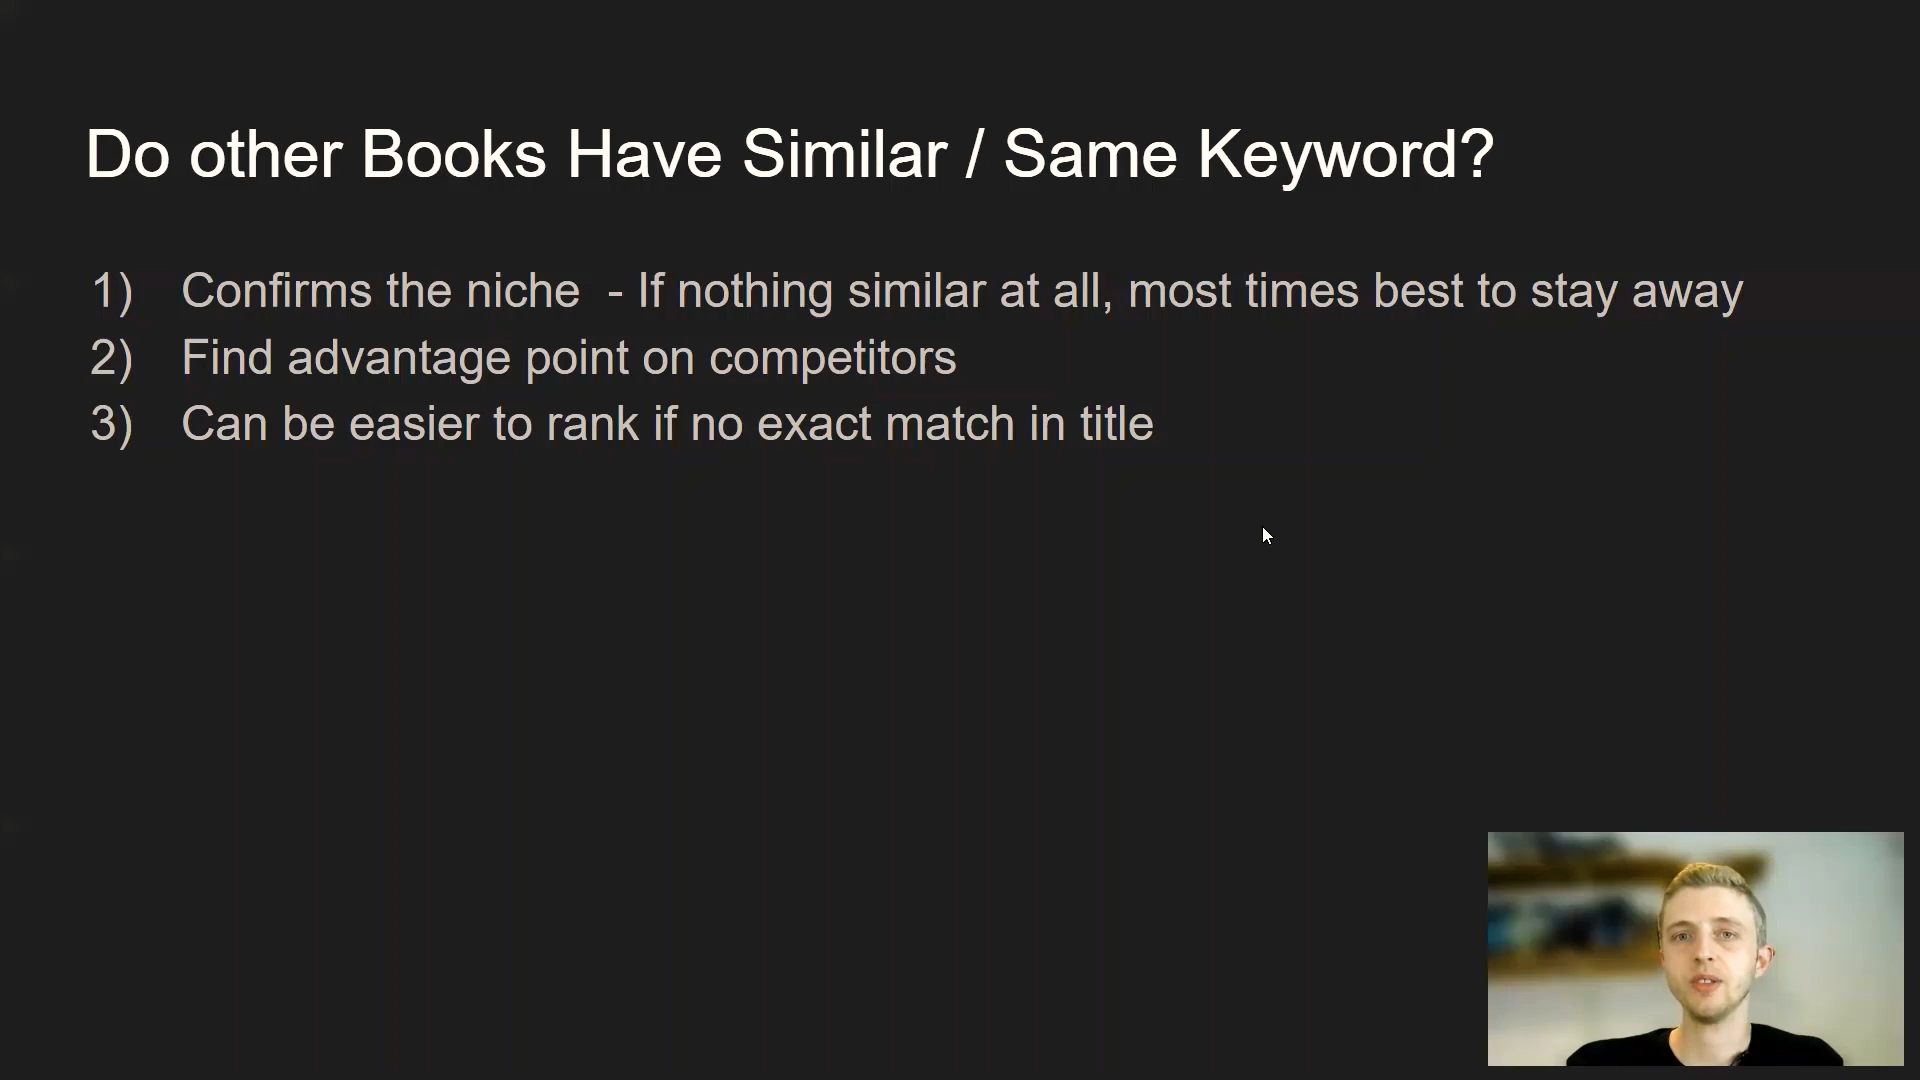 Do other Books Have Similar / Same Keyword?
1) Confirms the niche - If nothing similar at all, most times best to stay away
2) Find advantage point on competitors
3) Can be easier to rank if no exact match in title